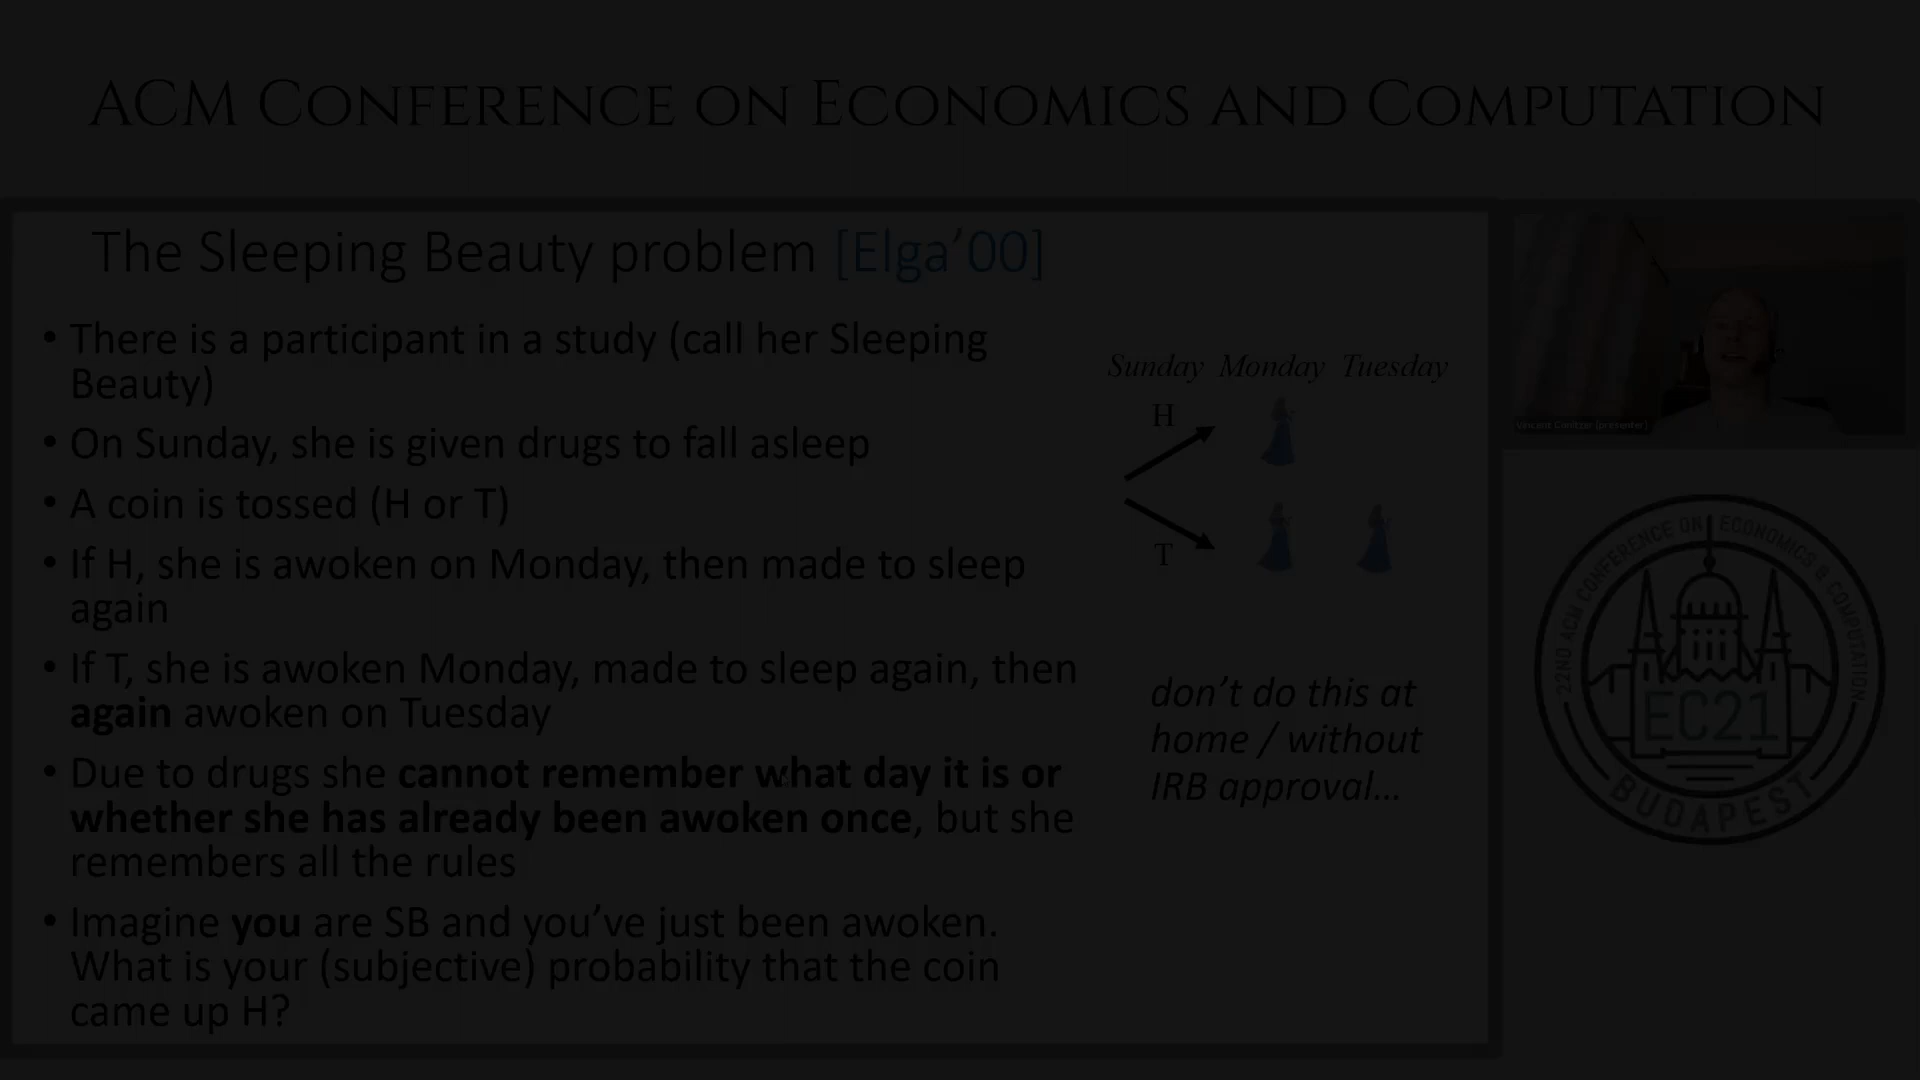 ACM CONFERENCE ON ECONOMICS AND COMPUTATION
The Sleeping Beauty problem [Elga’00]
• There is a participant in a study (call her Sleeping
Beauty)
• On Sunday, she is given drugs to fall asleep
• A coin is tossed (H or T)
• If H, she is awoken on Monday, then made to sleep
again
• If T, she is awoken Monday, made to sleep again, then
again awoken on Tuesday
• Due to drugs she cannot remember what day it is or
whether she has already been awoken once, but she
remembers all the rules
• Imagine you are SB and you’ve just been awoken.
What is your (subjective) probability that the coin
came up H?
Sunday Monday Tuesday
H
T
don’t do this at
home / without
IRB approval...
Vincent Conitzer (presenter)
22ND ACM CONFERENCE ON ECONOMICS & COMPUTATION
EC21
BUDAPEST